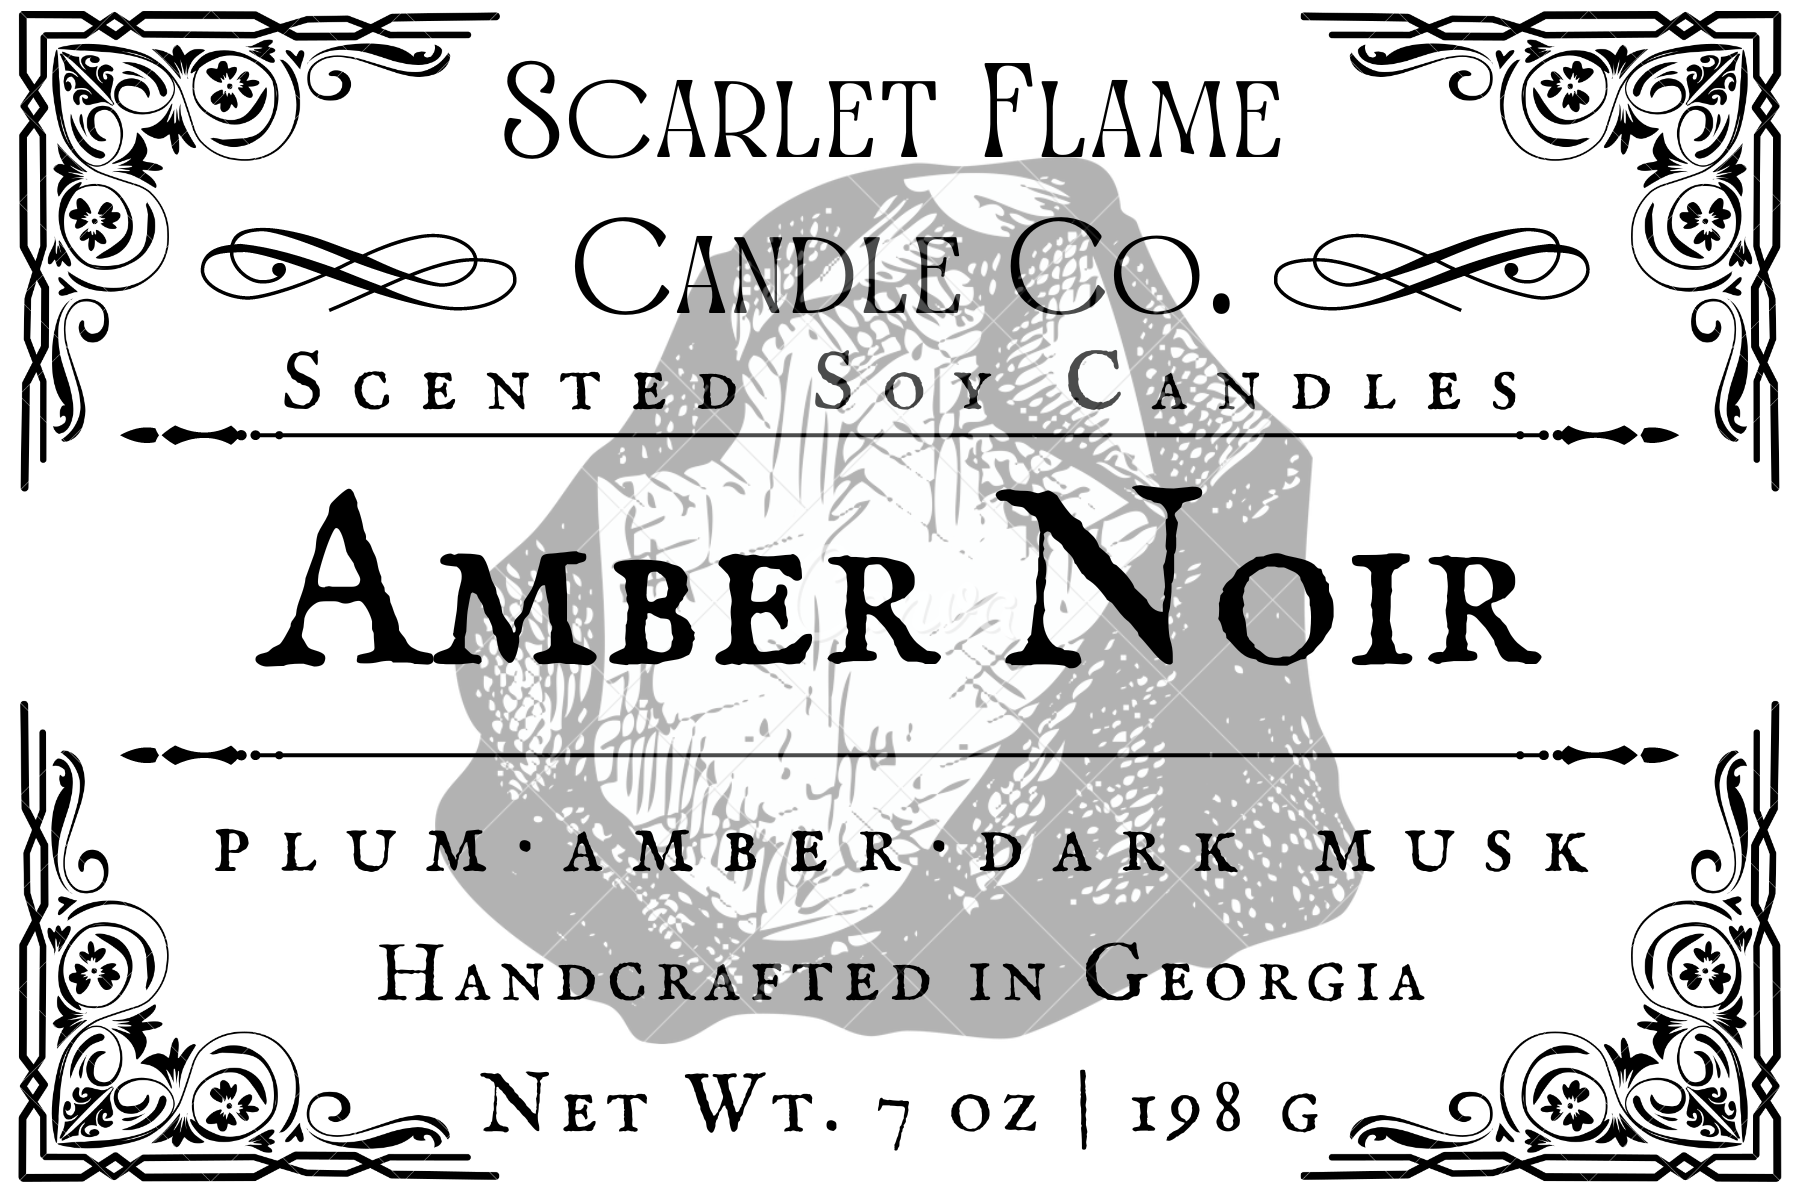 Scarlet Flame
Candle Co.
Scented Soy Candles
Amber Noir
PLUM·AMBER·DARK MUSK
Handcrafted in Georgia
Net Wt. 7 oz | 198 g
Canva